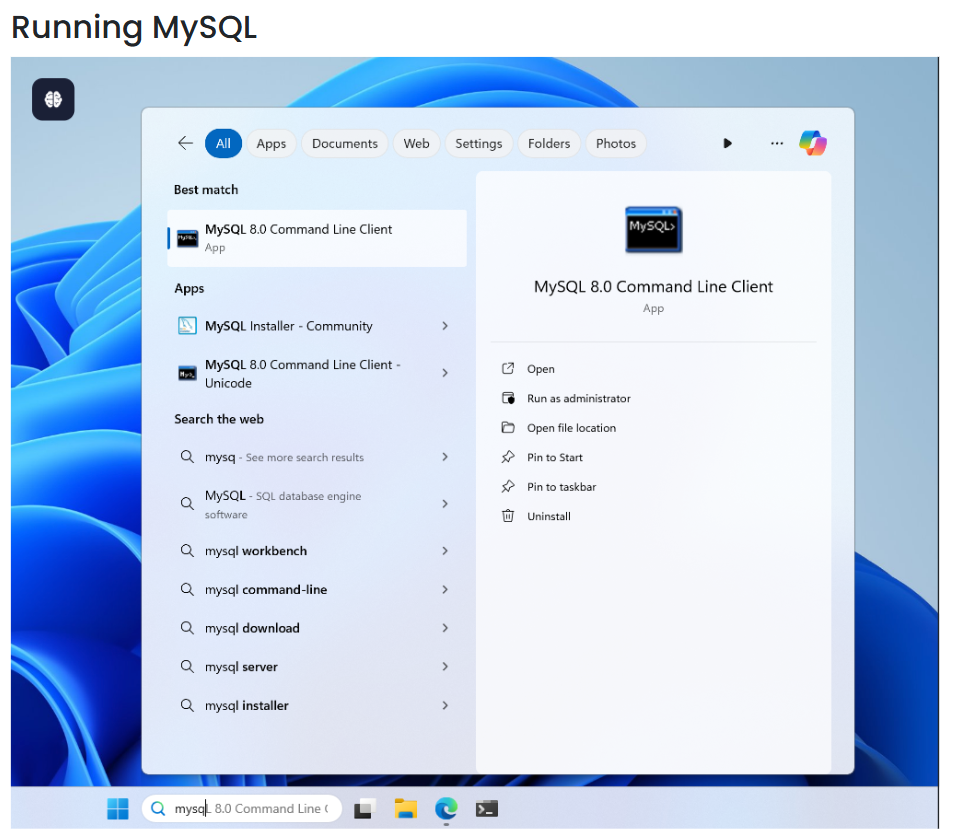 Running MySQL
All Apps Documents Web Settings Folders Photos
Best match
MySQL 8.0 Command Line Client
App
Apps
MySQL Installer - Community
MySQL 8.0 Command Line Client -
Unicode
Search the web
mysq - See more search results
MySQL - SQL database engine
software
mysql workbench
mysql command-line
mysql download
mysql server
mysql installer
MySQL>
MySQL 8.0 Command Line Client
App
Open
Run as administrator
Open file location
Pin to Start
Pin to taskbar
Uninstall
mysqL 8.0 Command Line